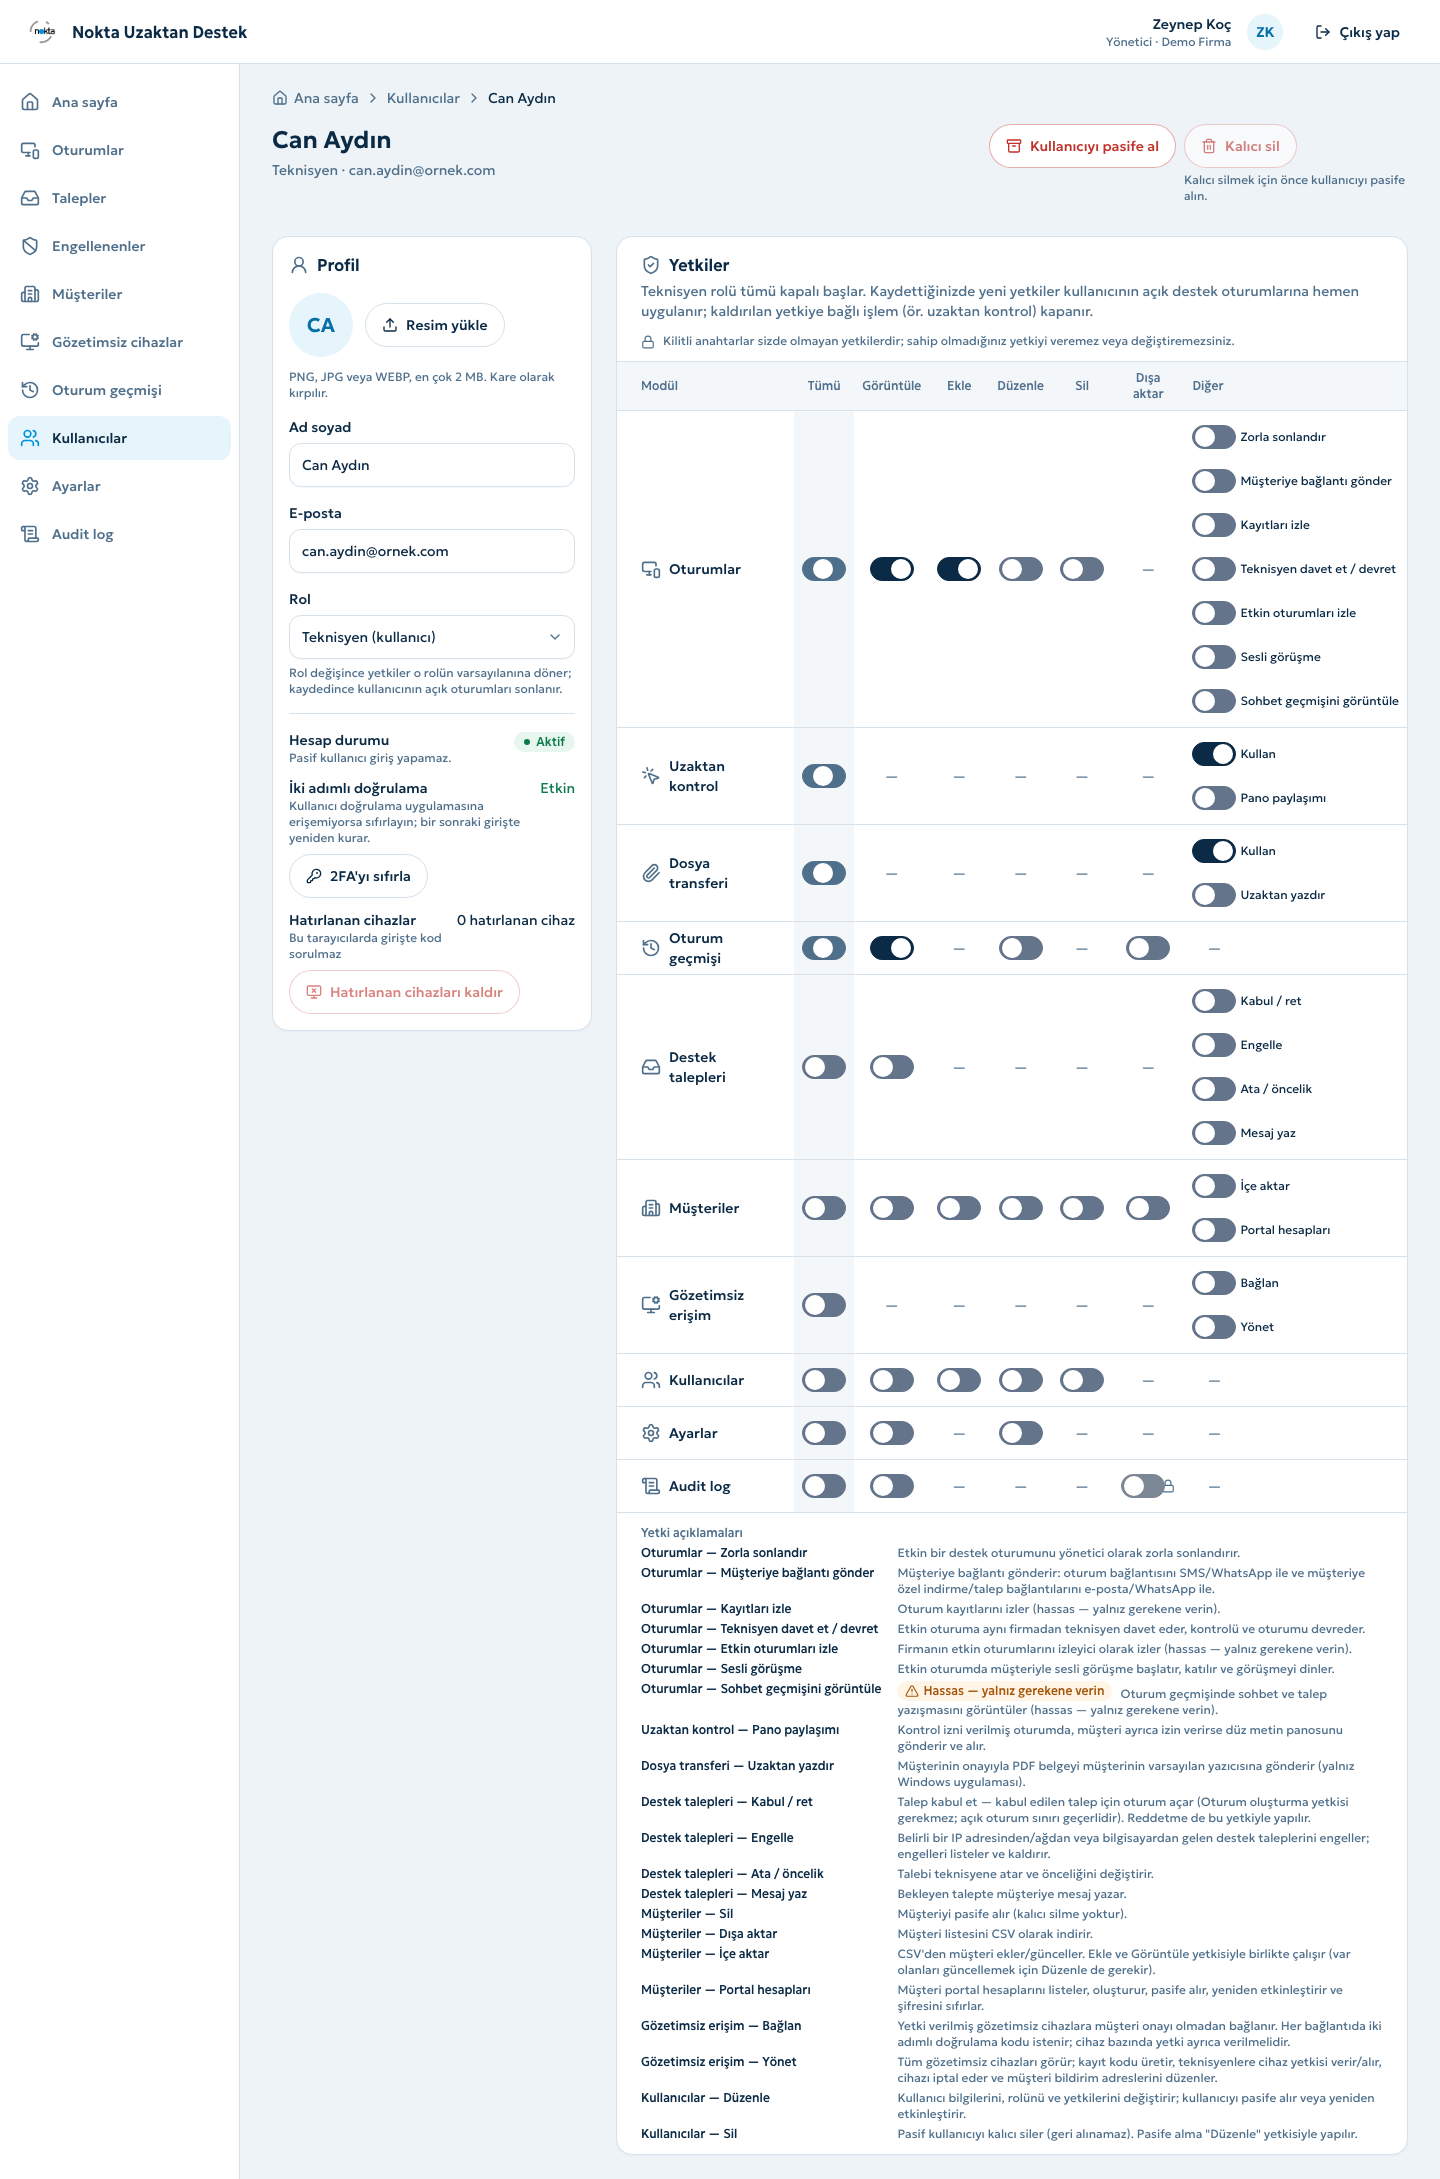 nokta
Nokta Uzaktan Destek
Zeynep Koç
Yönetici · Demo Firma
ZK
Çıkış yap
Ana sayfa
Oturumlar
Talepler
Engellenenler
Müşteriler
Gözetimsiz cihazlar
Oturum geçmişi
Kullanıcılar
Ayarlar
Audit log
Ana sayfa
Kullanıcılar
Can Aydın
Can Aydın
Teknisyen · can.aydin@ornek.com
Kullanıcıyı pasife al
Kalıcı sil
Kalıcı silmek için önce kullanıcıyı pasife
alın.
Profil
CA
Resim yükle
PNG, JPG veya WEBP, en çok 2 MB. Kare olarak
kırpılır.
Ad soyad
Can Aydın
E-posta
can.aydin@ornek.com
Rol
Teknisyen (kullanıcı)
Rol değişince yetkiler o rolün varsayılanına döner;
kaydedince kullanıcının açık oturumları sonlanır.
Hesap durumu
Aktif
Pasif kullanıcı giriş yapamaz.
İki adımlı doğrulama
Etkin
Kullanıcı doğrulama uygulamasına
erişemiyorsa sıfırlayın; bir sonraki girişte
yeniden kurar.
2FA'yı sıfırla
Hatırlanan cihazlar
0 hatırlanan cihaz
Bu tarayıcılarda girişte kod
sorulmaz
Hatırlanan cihazları kaldır
Yetkiler
Teknisyen rolü tümü kapalı başlar. Kaydettiğinizde yeni yetkiler kullanıcının açık destek oturumlarına hemen
uygulanır; kaldırılan yetkiye bağlı işlem (ör. uzaktan kontrol) kapanır.
Kilitli anahtarlar sizde olmayan yetkilerdir; sahip olmadığınız yetkiyi veremez veya değiştiremezsiniz.
Modül Tümü Görüntüle Ekle Düzenle Sil Dışa aktar Diğer
Oturumlar
–
Zorla sonlandır
Müşteriye bağlantı gönder
Kayıtları izle
Teknisyen davet et / devret
Etkin oturumları izle
Sesli görüşme
Sohbet geçmişini görüntüle
Uzaktan
kontrol
– – – – –
Kullan
Pano paylaşımı
Dosya
transferi
– – – – –
Kullan
Uzaktan yazdır
Oturum
geçmişi
– – –
Destek
talepleri
– – – –
Kabul / ret
Engelle
Ata / öncelik
Mesaj yaz
Müşteriler
İçe aktar
Portal hesapları
Gözetimsiz
erişim
– – – – –
Bağlan
Yönet
Kullanıcılar
– –
Ayarlar
– – – –
Audit log
– – – –
Yetki açıklamaları
Oturumlar — Zorla sonlandır Etkin bir destek oturumunu yönetici olarak zorla sonlandırır.
Oturumlar — Müşteriye bağlantı gönder Müşteriye bağlantı gönderir: oturum bağlantısını SMS/WhatsApp ile ve müşteriye
özel indirme/talep bağlantılarını e-posta/WhatsApp ile.
Oturumlar — Kayıtları izle Oturum kayıtlarını izler (hassas — yalnız gerekene verin).
Oturumlar — Teknisyen davet et / devret Etkin oturuma aynı firmadan teknisyen davet eder, kontrolü ve oturumu devreder.
Oturumlar — Etkin oturumları izle Firmanın etkin oturumlarını izleyici olarak izler (hassas — yalnız gerekene verin).
Oturumlar — Sesli görüşme Etkin oturumda müşteriyle sesli görüşme başlatır, katılır ve görüşmeyi dinler.
Oturumlar — Sohbet geçmişini görüntüle Hassas — yalnız gerekene verin Oturum geçmişinde sohbet ve talep
yazışmasını görüntüler (hassas — yalnız gerekene verin).
Uzaktan kontrol — Pano paylaşımı Kontrol izni verilmiş oturumda, müşteri ayrıca izin verirse düz metin panosunu
gönderir ve alır.
Dosya transferi — Uzaktan yazdır Müşterinin onayıyla PDF belgeyi müşterinin varsayılan yazıcısına gönderir (yalnız
Windows uygulaması).
Destek talepleri — Kabul / ret Talep kabul et — kabul edilen talep için oturum açar (Oturum oluşturma yetkisi
gerekmez; açık oturum sınırı geçerlidir). Reddetme de bu yetkiyle yapılır.
Destek talepleri — Engelle Belirli bir IP adresinden/ağdan veya bilgisayardan gelen destek taleplerini engeller;
engelleri listeler ve kaldırır.
Destek talepleri — Ata / öncelik Talebi teknisyene atar ve önceliğini değiştirir.
Destek talepleri — Mesaj yaz Bekleyen talepte müşteriye mesaj yazar.
Müşteriler — Sil Müşteriyi pasife alır (kalıcı silme yoktur).
Müşteriler — Dışa aktar Müşteri listesini CSV olarak indirir.
Müşteriler — İçe aktar CSV'den müşteri ekler/günceller. Ekle ve Görüntüle yetkisiyle birlikte çalışır (var
olanları güncellemek için Düzenle de gerekir).
Müşteriler — Portal hesapları Müşteri portal hesaplarını listeler, oluşturur, pasife alır, yeniden etkinleştirir ve
şifresini sıfırlar.
Gözetimsiz erişim — Bağlan Yetki verilmiş gözetimsiz cihazlara müşteri onayı olmadan bağlanır. Her bağlantıda iki
adımlı doğrulama kodu istenir; cihaz bazında yetki ayrıca verilmelidir.
Gözetimsiz erişim — Yönet Tüm gözetimsiz cihazları görür; kayıt kodu üretir, teknisyenlere cihaz yetkisi verir/alır,
cihazı iptal eder ve müşteri bildirim adreslerini düzenler.
Kullanıcılar — Düzenle Kullanıcı bilgilerini, rolünü ve yetkilerini değiştirir; kullanıcıyı pasife alır veya yeniden
etkinleştirir.
Kullanıcılar — Sil Pasif kullanıcıyı kalıcı siler (geri alınamaz). Pasife alma "Düzenle" yetkisiyle yapılır.